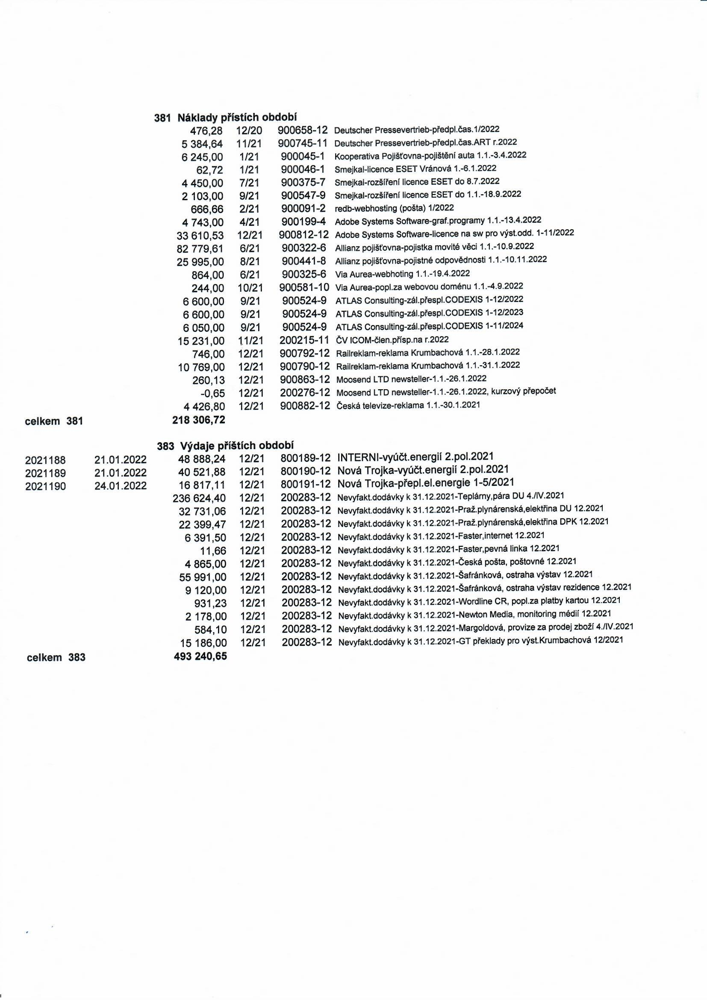 381 Náklady přístích období
476,28 12/20 900658-12 Deutscher Pressevertrieb-předpl.čas.1/2022
5 384,64 11/21 900745-11 Deutscher Pressevertrieb-předpl.čas.ART r.2022
6 245,00 1/21 900045-1 Kooperativa Pojišťovna-pojištění auta 1.1.-3.4.2022
62,72 1/21 900046-1 Smejkal-licence ESET Vránová 1.-6.1.2022
4 450,00 7/21 900375-7 Smejkal-rozšíření licence ESET do 8.7.2022
2 103,00 9/21 900547-9 Smejkal-rozšíření licence ESET do 1.1.-18.9.2022
666,66 2/21 900091-2 redb-webhosting (pošta) 1/2022
4 743,00 4/21 900199-4 Adobe Systems Software-graf.programy 1.1.-13.4.2022
33 610,53 12/21 900812-12 Adobe Systems Software-licence na sw pro výst.odd. 1-11/2022
82 779,61 6/21 900322-6 Allianz pojišťovna-pojistka movité věci 1.1.-10.9.2022
25 995,00 8/21 900441-8 Allianz pojišťovna-pojistné odpovědnosti 1.1.-10.11.2022
864,00 6/21 900325-6 Via Aurea-webhoting 1.1.-19.4.2022
244,00 10/21 900581-10 Via Aurea-popl.za webovou doménu 1.1.-4.9.2022
6 600,00 9/21 900524-9 ATLAS Consulting-zál.přespl.CODEXIS 1-12/2022
6 600,00 9/21 900524-9 ATLAS Consulting-zál.přespl.CODEXIS 1-12/2023
6 050,00 9/21 900524-9 ATLAS Consulting-zál.přespl.CODEXIS 1-11/2024
15 231,00 11/21 200215-11 ČV ICOM-člen.přísp.na r.2022
746,00 12/21 900792-12 Railreklam-reklama Krumbachová 1.1.-28.1.2022
10 769,00 12/21 900790-12 Railreklam-reklama Krumbachová 1.1.-31.1.2022
260,13 12/21 900863-12 Moosend LTD newsteller-1.1.-26.1.2022
-0,65 12/21 200276-12 Moosend LTD newsteller-1.1.-26.1.2022, kurzový přepočet
4 426,80 12/21 900882-12 Česká televize-reklama 1.1.-30.1.2021
celkem 381 218 306,72
383 Výdaje příštích období
2021188 21.01.2022 48 888,24 12/21 800189-12 INTERNI-vyúčt.energií 2.pol.2021
2021189 21.01.2022 40 521,88 12/21 800190-12 Nová Trojka-vyúčt.energií 2.pol.2021
2021190 24.01.2022 16 817,11 12/21 800191-12 Nová Trojka-přepl.el.energie 1-5/2021
236 624,40 12/21 200283-12 Nevyfakt.dodávky k 31.12.2021-Teplárny,pára DU 4./IV.2021
32 731,06 12/21 200283-12 Nevyfakt.dodávky k 31.12.2021-Praž.plynárenská,elektřina DU 12.2021
22 399,47 12/21 200283-12 Nevyfakt.dodávky k 31.12.2021-Praž.plynárenská,elektřina DPK 12.2021
6 391,50 12/21 200283-12 Nevyfakt.dodávky k 31.12.2021-Faster,internet 12.2021
11,66 12/21 200283-12 Nevyfakt.dodávky k 31.12.2021-Faster,pevná linka 12.2021
4 865,00 12/21 200283-12 Nevyfakt.dodávky k 31.12.2021-Česká pošta, poštovné 12.2021
55 991,00 12/21 200283-12 Nevyfakt.dodávky k 31.12.2021-Šafránková, ostraha výstav 12.2021
9 120,00 12/21 200283-12 Nevyfakt.dodávky k 31.12.2021-Šafránková, ostraha výstav rezidence 12.2021
931,23 12/21 200283-12 Nevyfakt.dodávky k 31.12.2021-Wordline CR, popl.za platby kartou 12.2021
2 178,00 12/21 200283-12 Nevyfakt.dodávky k 31.12.2021-Newton Media, monitoring médií 12.2021
584,10 12/21 200283-12 Nevyfakt.dodávky k 31.12.2021-Margoldová, provize za prodej zboží 4./IV.2021
15 186,00 12/21 200283-12 Nevyfakt.dodávky k 31.12.2021-GT překlady pro výst.Krumbachová 12/2021
celkem 383 493 240,65